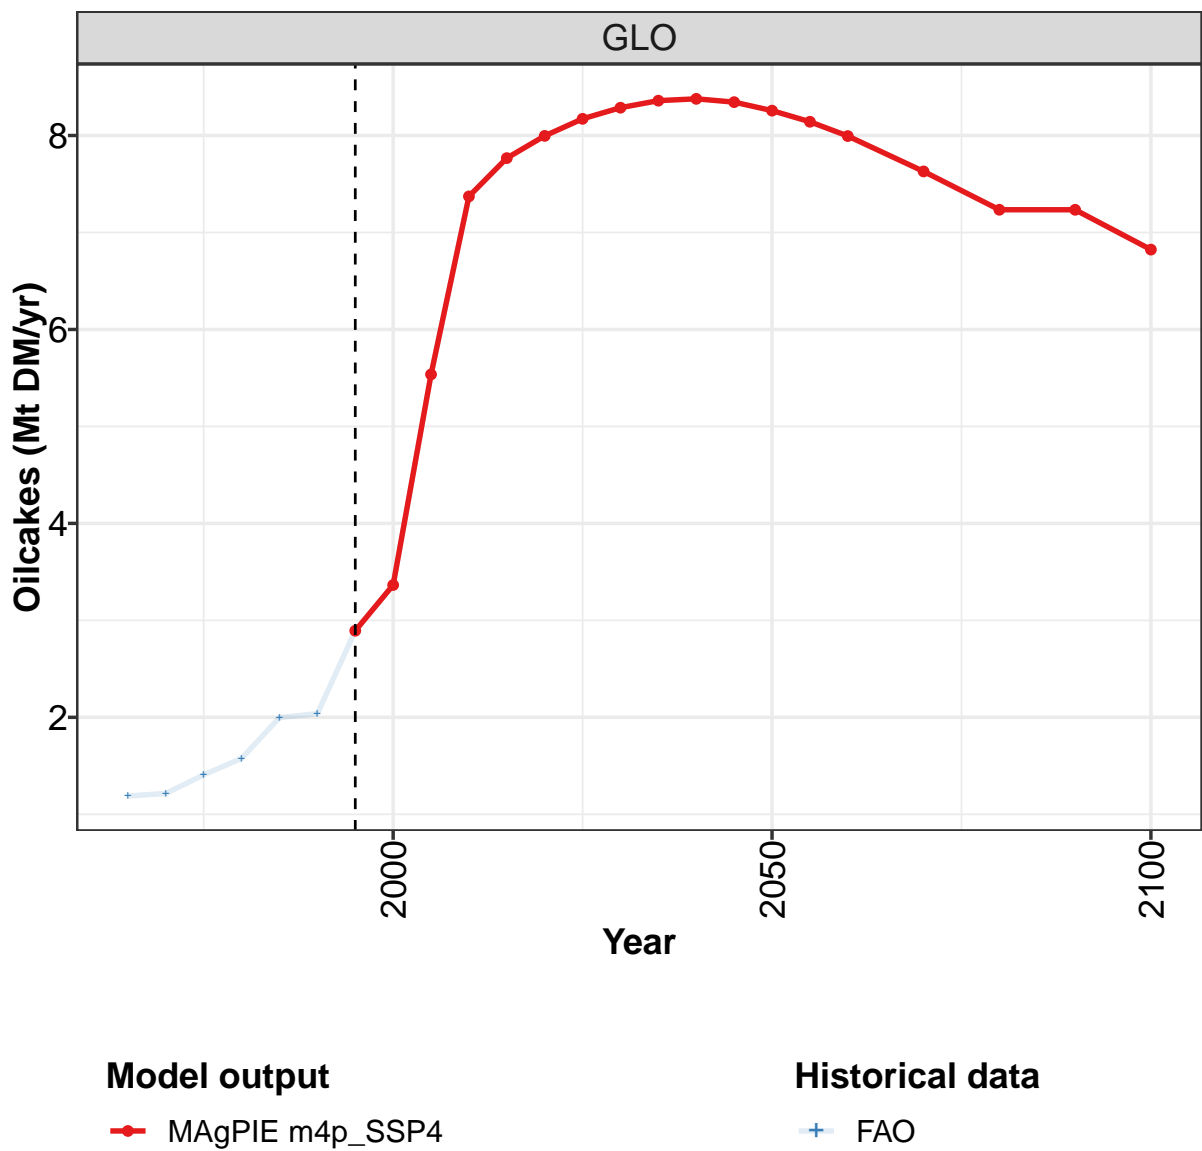 GLO
Oilcakes (Mt DM/yr)
8
6
4
2
2000
2050
2100
Year
Model output
MAgPIE m4p_SSP4
Historical data
FAO